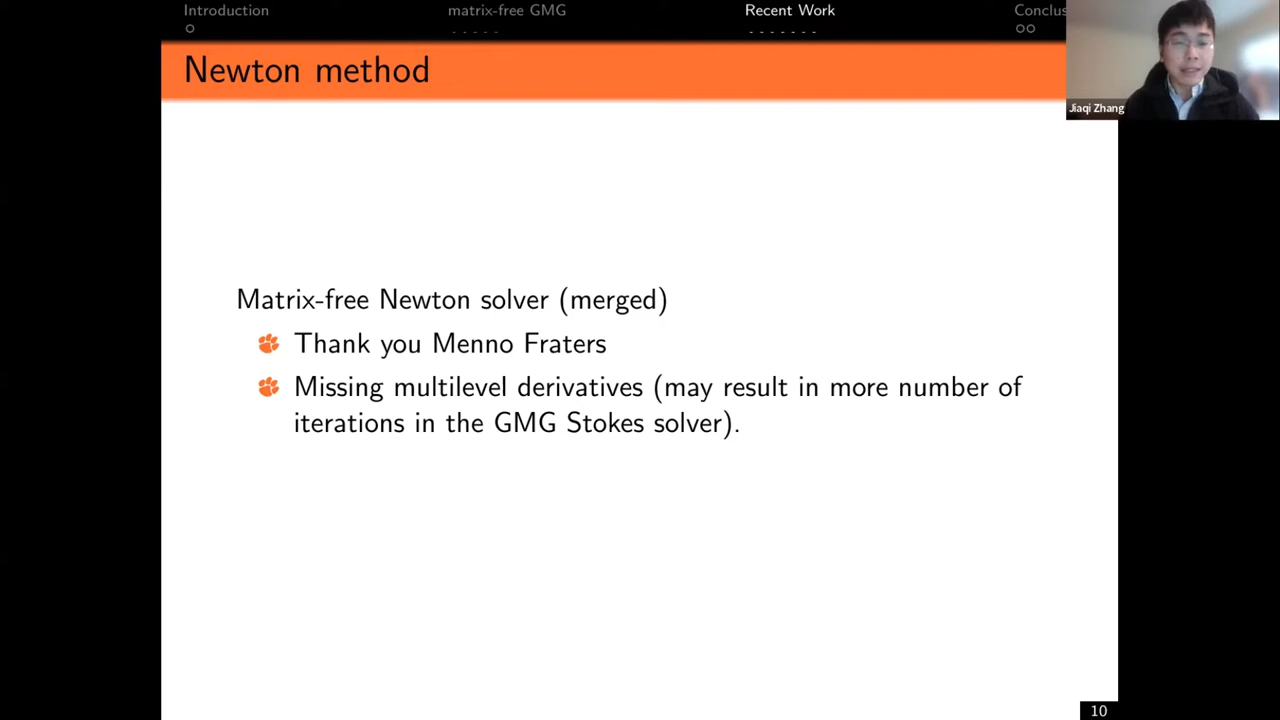 Introduction
matrix-free GMG
Recent Work
Conclus
Newton method
Jiaqi Zhang
Matrix-free Newton solver (merged)
Thank you Menno Fraters
Missing multilevel derivatives (may result in more number of
iterations in the GMG Stokes solver).
10